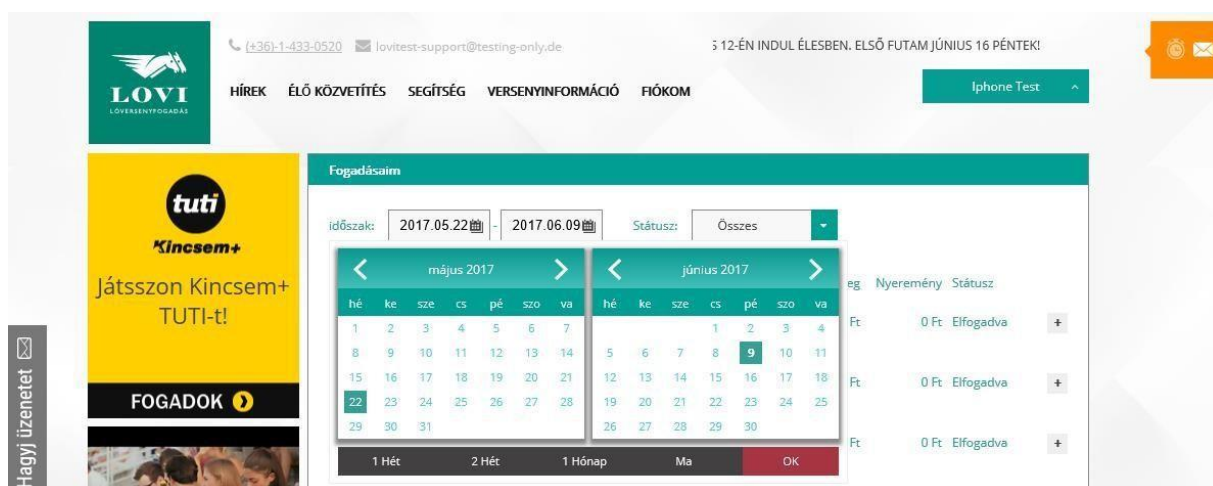 (+36)-1-433-0520 lovitest-support@testing-only.de
12-ÉN INDUL ÉLESBEN. ELSŐ FUTAM JÚNIUS 16 PÉNTEK!
LOVI
LÓVERSENYFOGADÁS
HÍREK ÉLŐ KÖZVETÍTÉS SEGÍTSÉG VERSENYINFORMÁCIÓ FIÓKOM
Iphone Test
tuti
Kincsem+
Játsszon Kincsem+
TUTI-t!
FOGADOK
Hagyj üzenetet
Fogadásaim
időszak: 2017.05.22 - 2017.06.09 Státusz: Összes
május 2017
hé ke sze cs pé szo va
1 2 3 4 5 6 7
8 9 10 11 12 13 14
15 16 17 18 19 20 21
22 23 24 25 26 27 28
29 30 31
június 2017
hé ke sze cs pé szo va
1 2 3 4
5 6 7 8 9 10 11
12 13 14 15 16 17 18
19 20 21 22 23 24 25
26 27 28 29 30
1 Hét 2 Hét 1 Hónap Ma OK
eg Nyeremény Státusz
Ft 0 Ft Elfogadva +
Ft 0 Ft Elfogadva +
Ft 0 Ft Elfogadva +